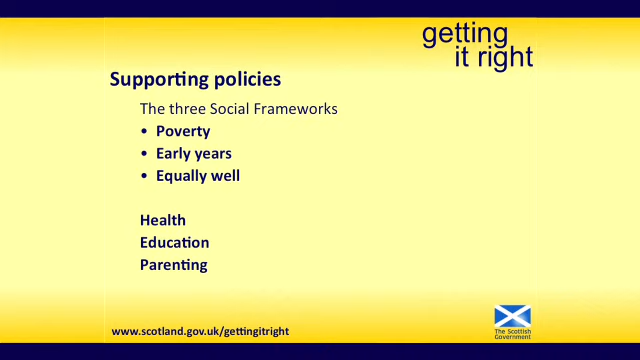 getting
it right
Supporting policies
The three Social Frameworks
• Poverty
• Early years
• Equally well
Health
Education
Parenting
www.scotland.gov.uk/gettingitright
The Scottish
Government